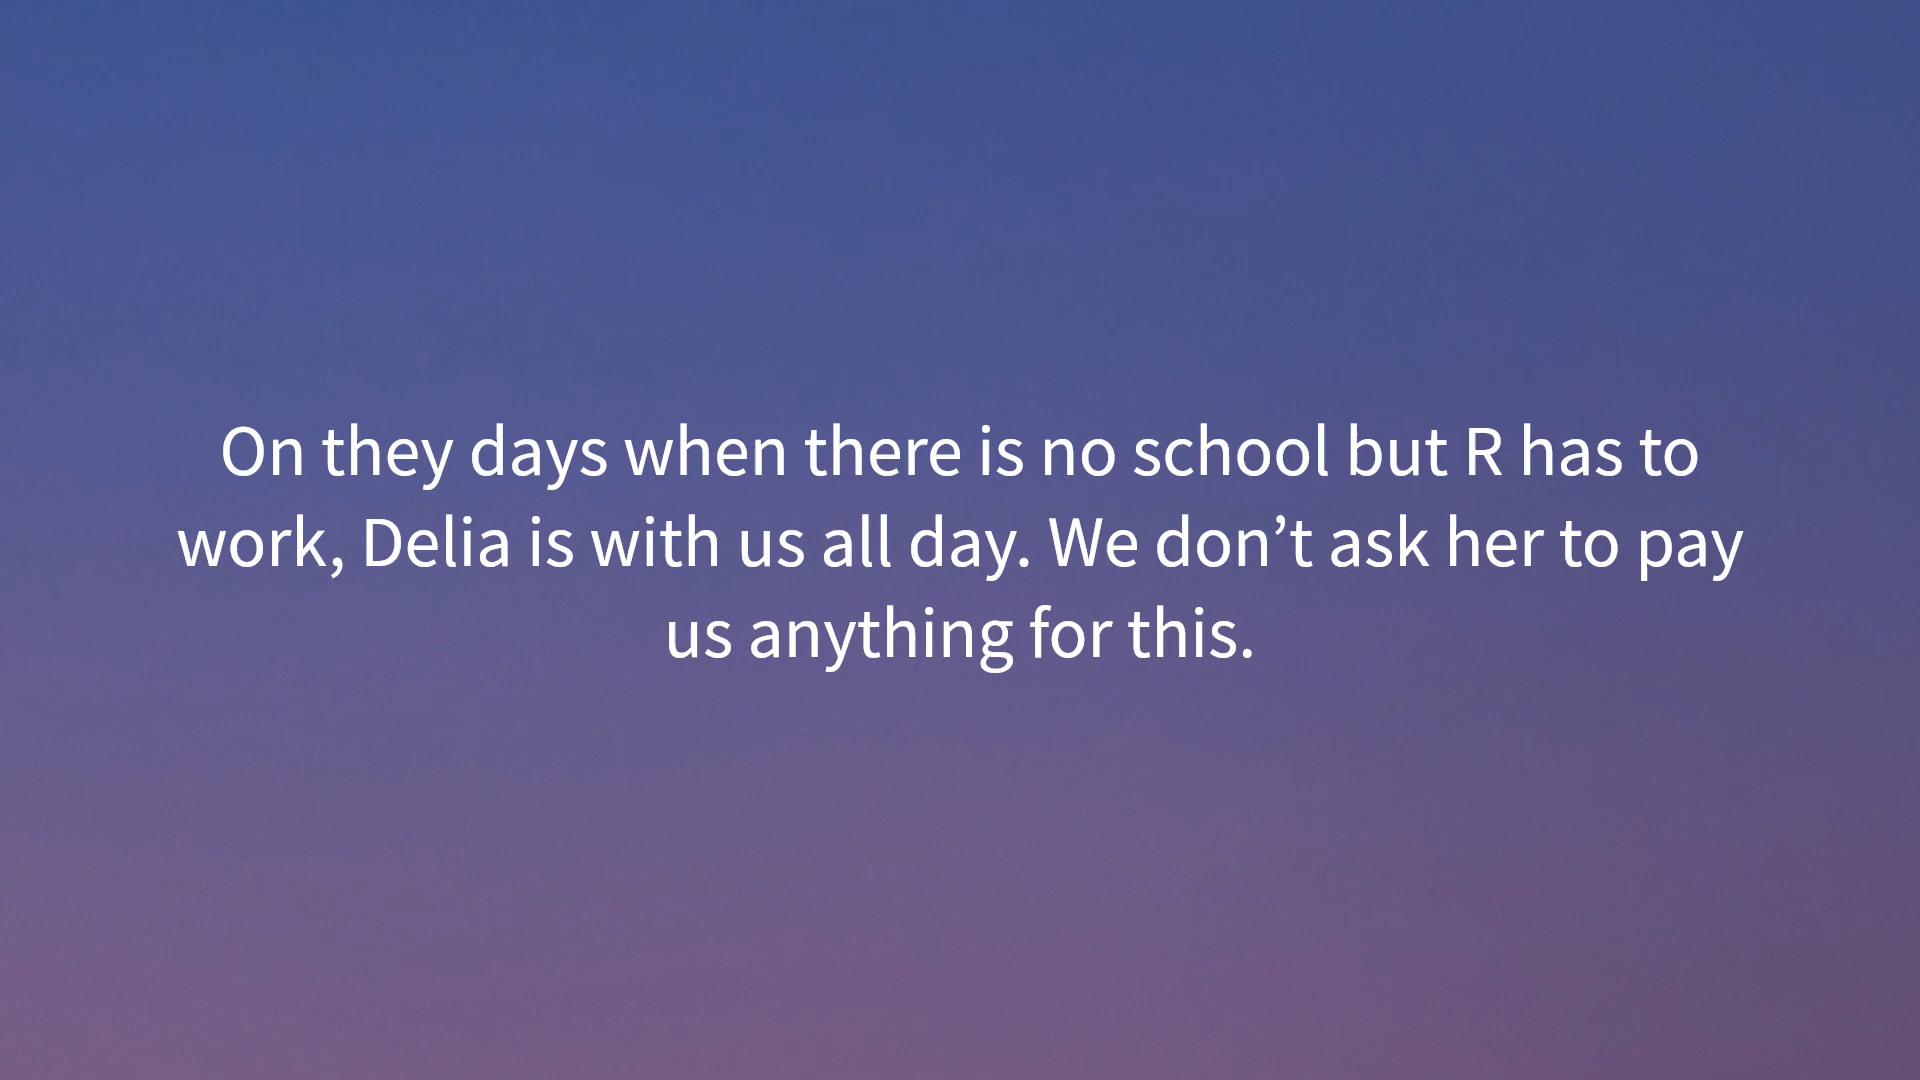 On they days when there is no school but R has to
work, Delia is with us all day. We don’t ask her to pay
us anything for this.